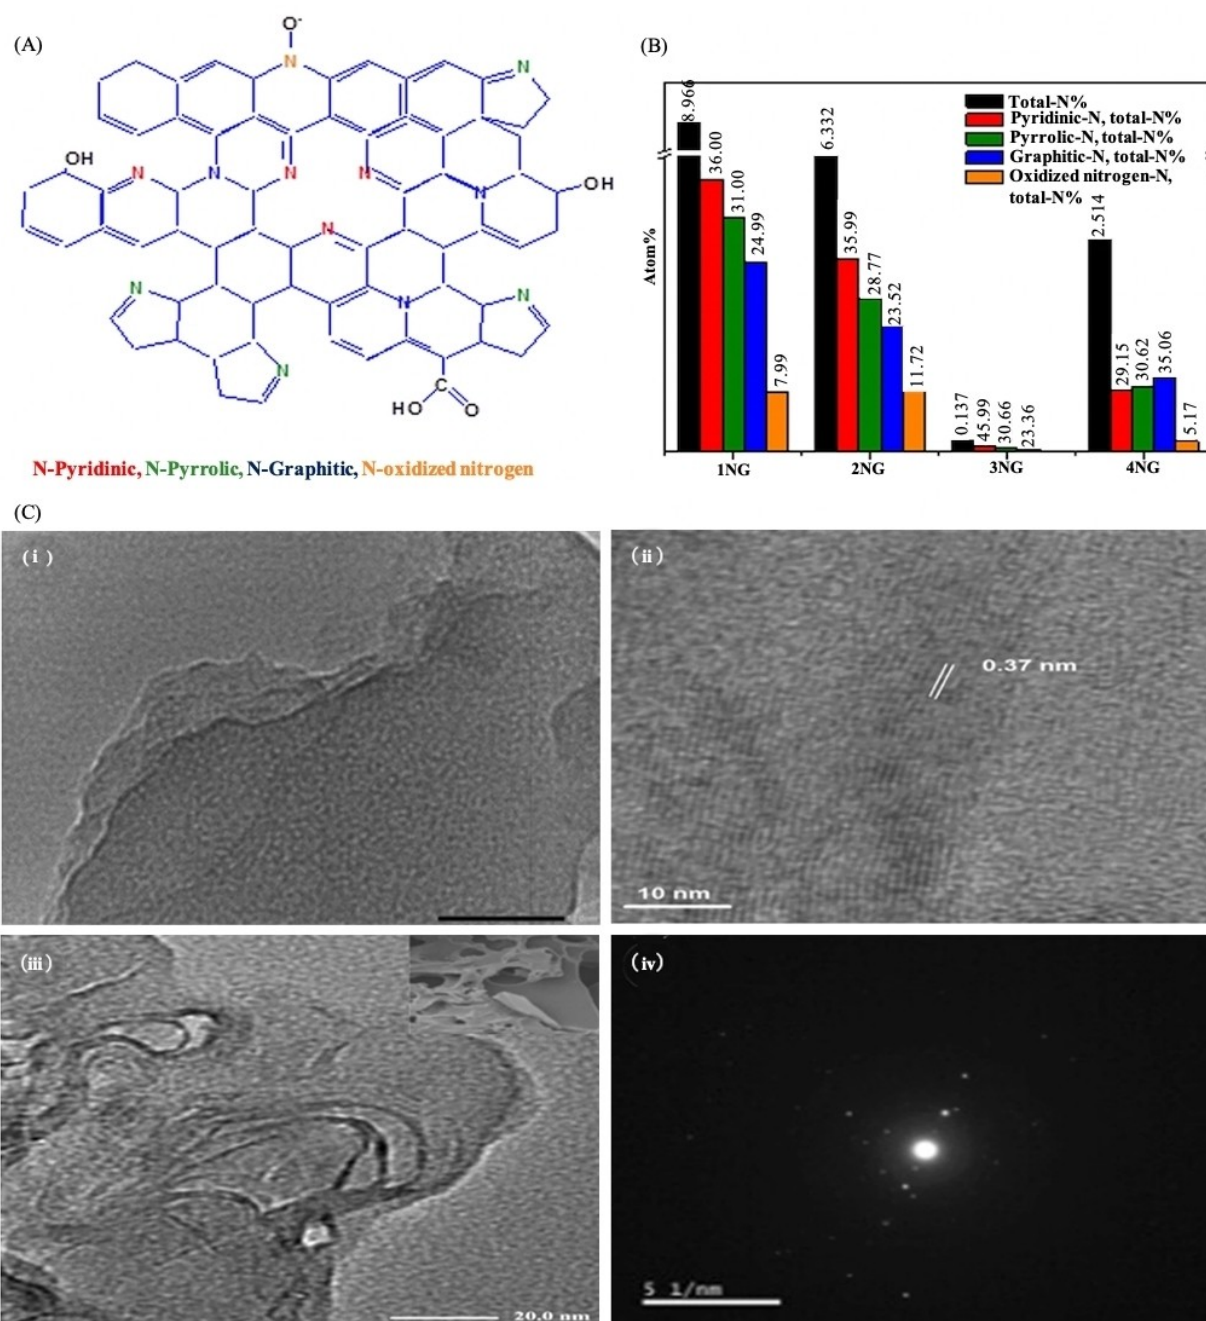 (A)
O-
N
N
OH
N
N
N
N
N
OH
N
N
N
N
N
C
HO
O
N-Pyridinic, N-Pyrrolic, N-Graphitic, N-oxidized nitrogen
(B)
Total-N%
Pyridinic-N, total-N%
Pyrrolic-N, total-N%
Graphitic-N, total-N%
Oxidized nitrogen-N,
total-N%
Atom%
8.966
36.00
31.00
24.99
7.99
6.332
35.99
28.77
23.52
11.72
0.137
45.99
30.66
23.36
2.514
29.15
30.62
35.06
5.17
1NG
2NG
3NG
4NG
(C)
(i)
(ii)
0.37 nm
10 nm
(iii)
20.0 nm
(iv)
5 1/nm